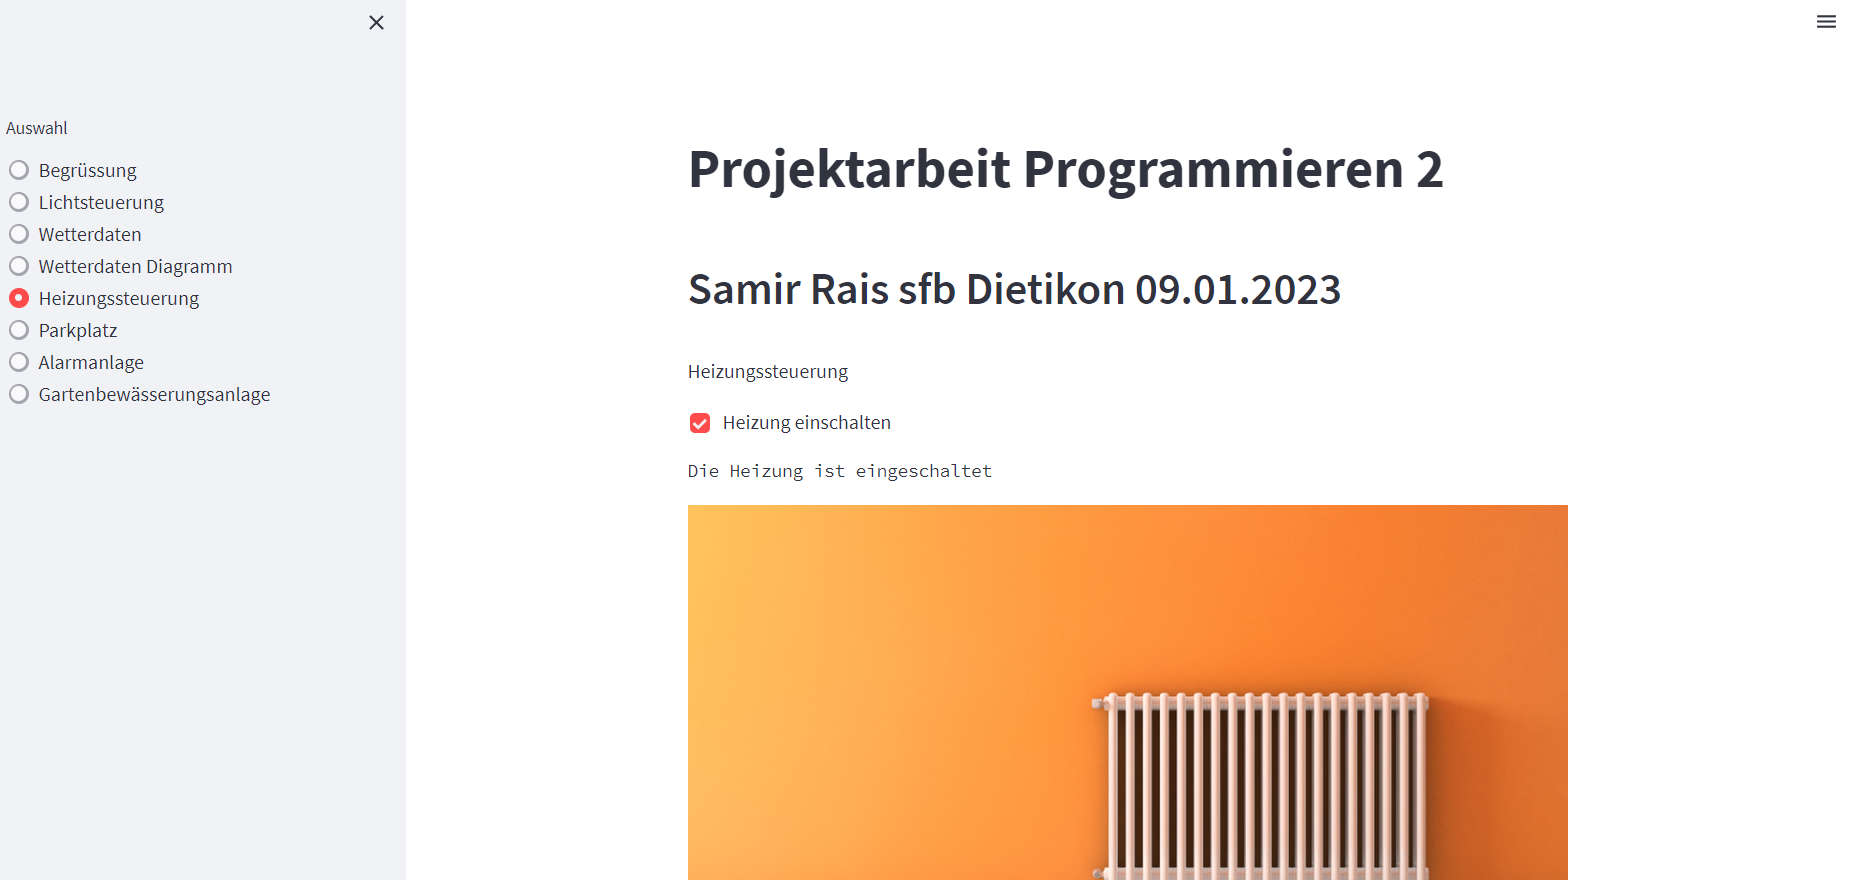 Auswahl
Begrüssung
Lichtsteuerung
Wetterdaten
Wetterdaten Diagramm
Heizungssteuerung
Parkplatz
Alarmanlage
Gartenbewässerungsanlage
Projektarbeit Programmieren 2
Samir Rais sfb Dietikon 09.01.2023
Heizungssteuerung
Heizung einschalten
Die Heizung ist eingeschaltet